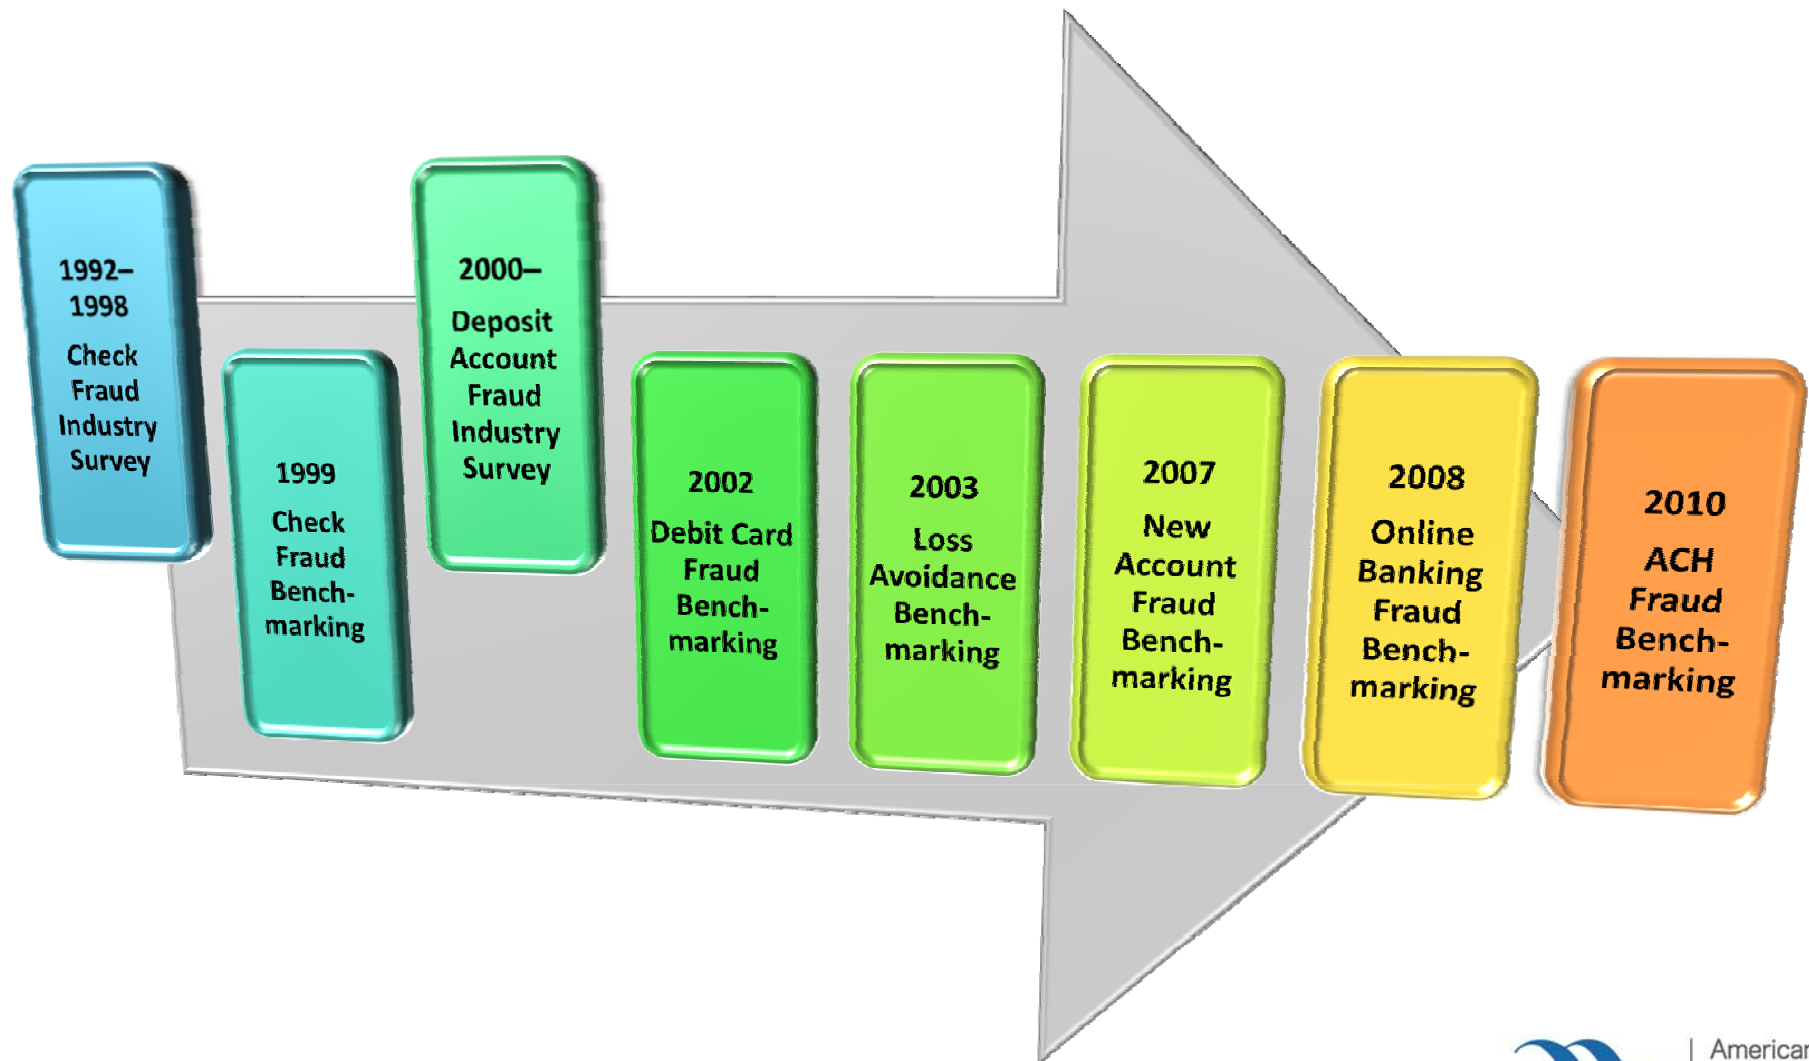 1992–
1998
Check
Fraud
Industry
Survey
1999
Check
Fraud
Bench-
marking
2000–
Deposit
Account
Fraud
Industry
Survey
2002
Debit Card
Fraud
Bench-
marking
2003
Loss
Avoidance
Bench-
marking
2007
New
Account
Fraud
Bench-
marking
2008
Online
Banking
Fraud
Bench-
marking
2010
ACH
Fraud
Bench-
marking
American